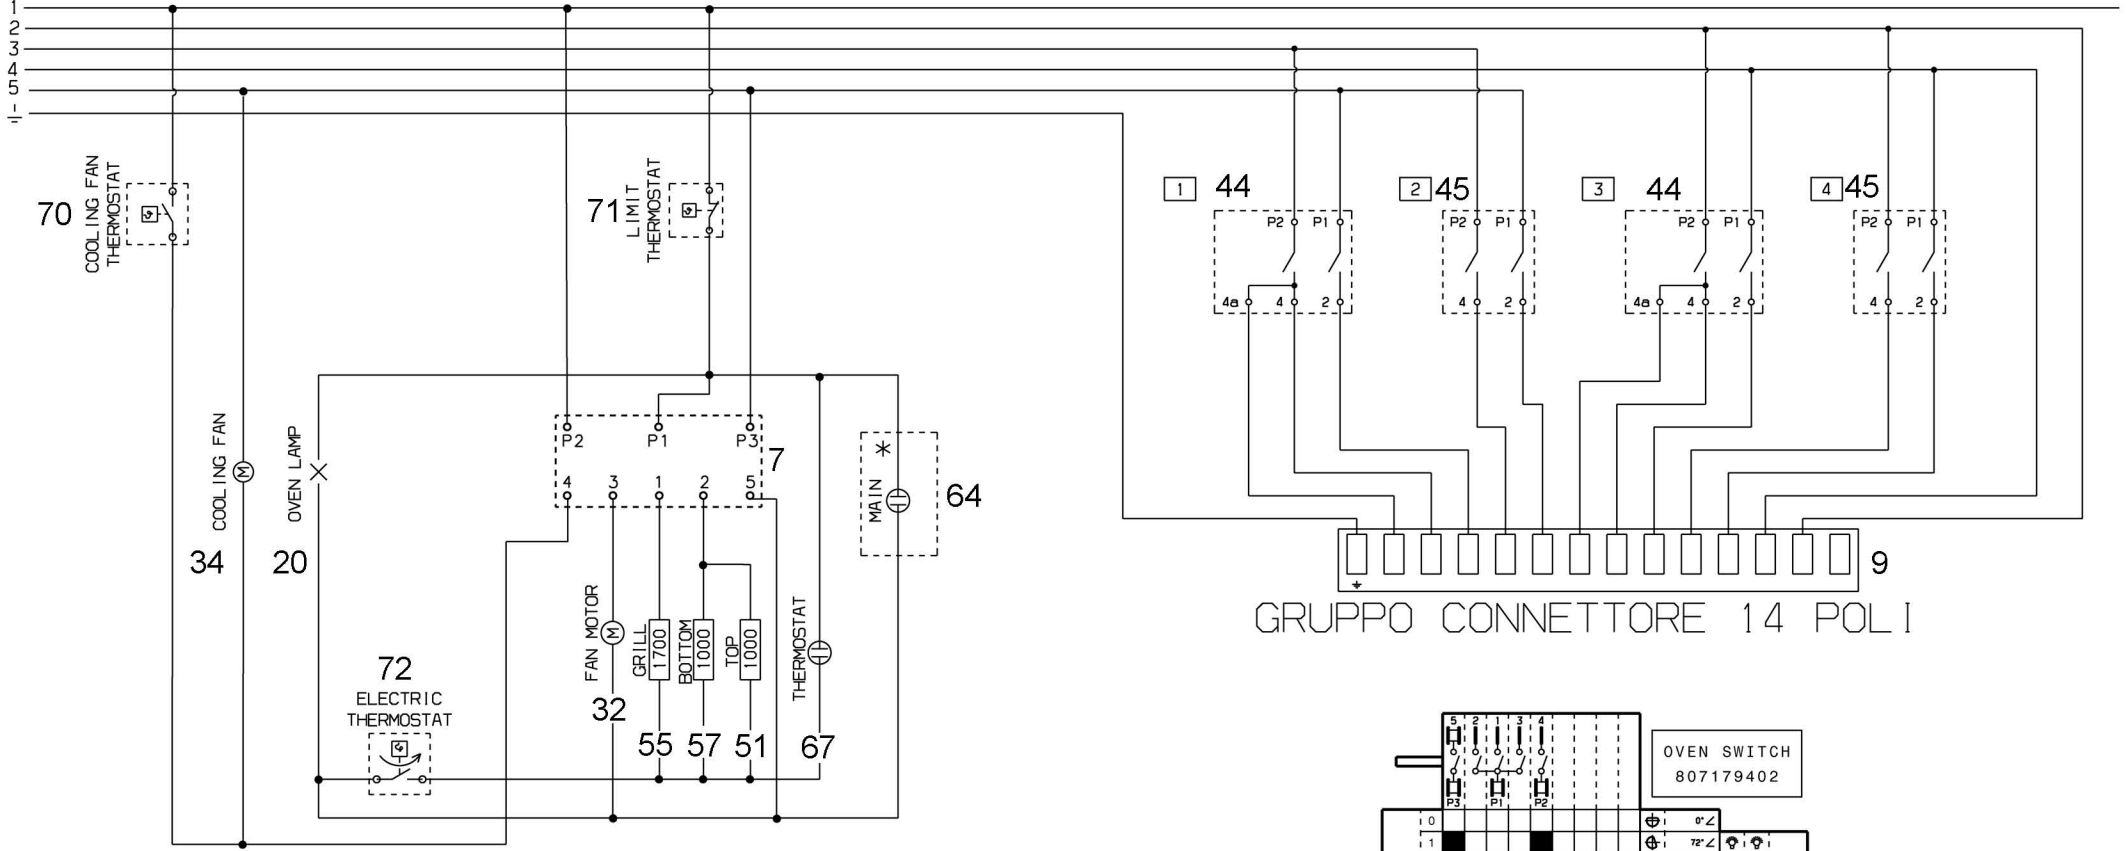 1
2
3
4
5
70
COOLING FAN
THERMOSTAT
71
LIMIT
THERMOSTAT
1 44
2 45
3 44
4 45
P2 P1
P2 P1
P2 P1
P2 P1
4a 4 2
4 2
4a 4 2
4 2
COOLING FAN
34
OVEN LAMP
20
P2 P1 P3
7
4 3 1 2 5
MAIN
*
64
9
GRUPPO CONNETTORE 14 POLI
FAN MOTOR
32
GRILL
1700
55
BOTTOM
1000
57
TOP
1000
51
THERMOSTAT
67
M
M
72
ELECTRIC
THERMOSTAT
5 2 1 3 4
P3 P1 P2
OVEN SWITCH
807179402
0 0°∠
1 72°∠